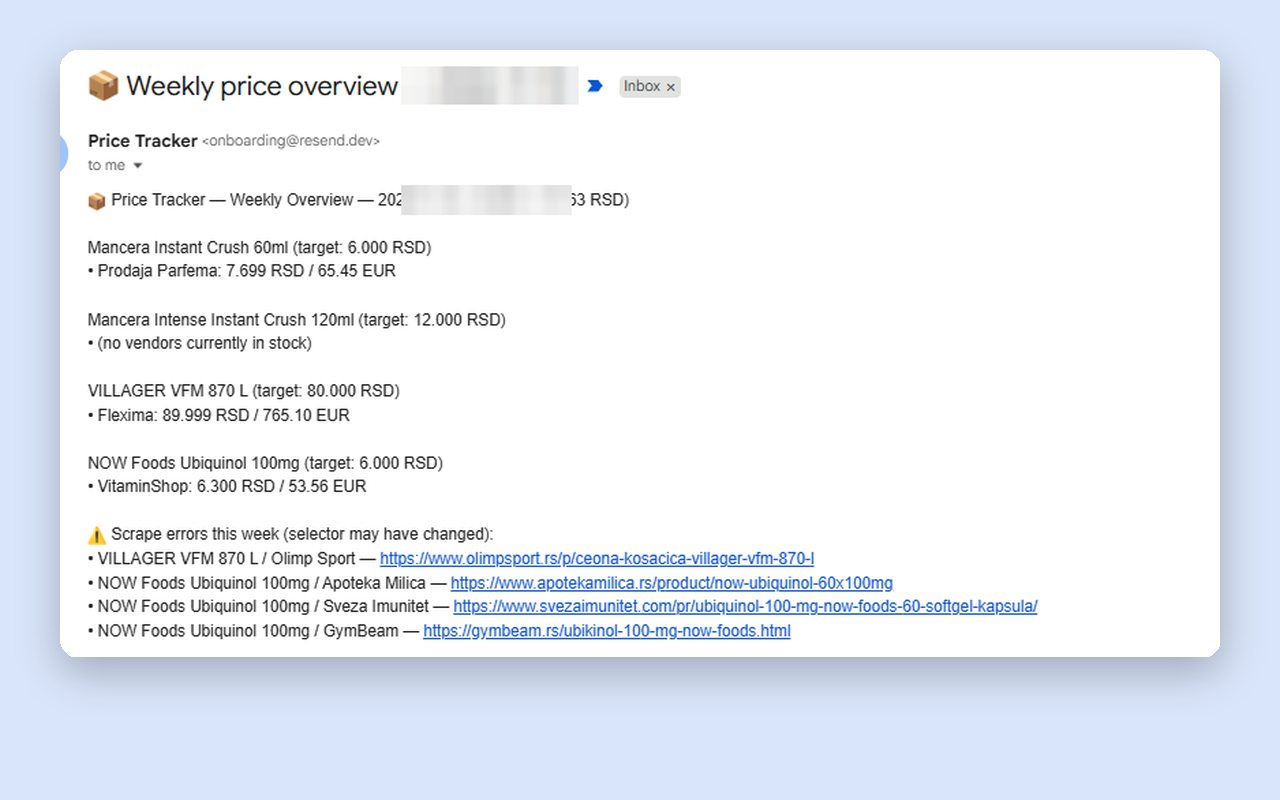 📦 Weekly price overview Inbox ×
Price Tracker <onboarding@resend.dev>
to me
📦 Price Tracker — Weekly Overview — 202 63 RSD)
Mancera Instant Crush 60ml (target: 6.000 RSD)
• Prodaja Parfema: 7.699 RSD / 65.45 EUR
Mancera Intense Instant Crush 120ml (target: 12.000 RSD)
• (no vendors currently in stock)
VILLAGER VFM 870 L (target: 80.000 RSD)
• Flexima: 89.999 RSD / 765.10 EUR
NOW Foods Ubiquinol 100mg (target: 6.000 RSD)
• VitaminShop: 6.300 RSD / 53.56 EUR
⚠️ Scrape errors this week (selector may have changed):
• VILLAGER VFM 870 L / Olimp Sport — https://www.olimpsport.rs/p/ceona-kosacica-villager-vfm-870-l
• NOW Foods Ubiquinol 100mg / Apoteka Milica — https://www.apotekamilica.rs/product/now-ubiquinol-60x100mg
• NOW Foods Ubiquinol 100mg / Sveza Imunitet — https://www.svezaimunitet.com/pr/ubiquinol-100-mg-now-foods-60-softgel-kapsula/
• NOW Foods Ubiquinol 100mg / GymBeam — https://gymbeam.rs/ubikinol-100-mg-now-foods.html